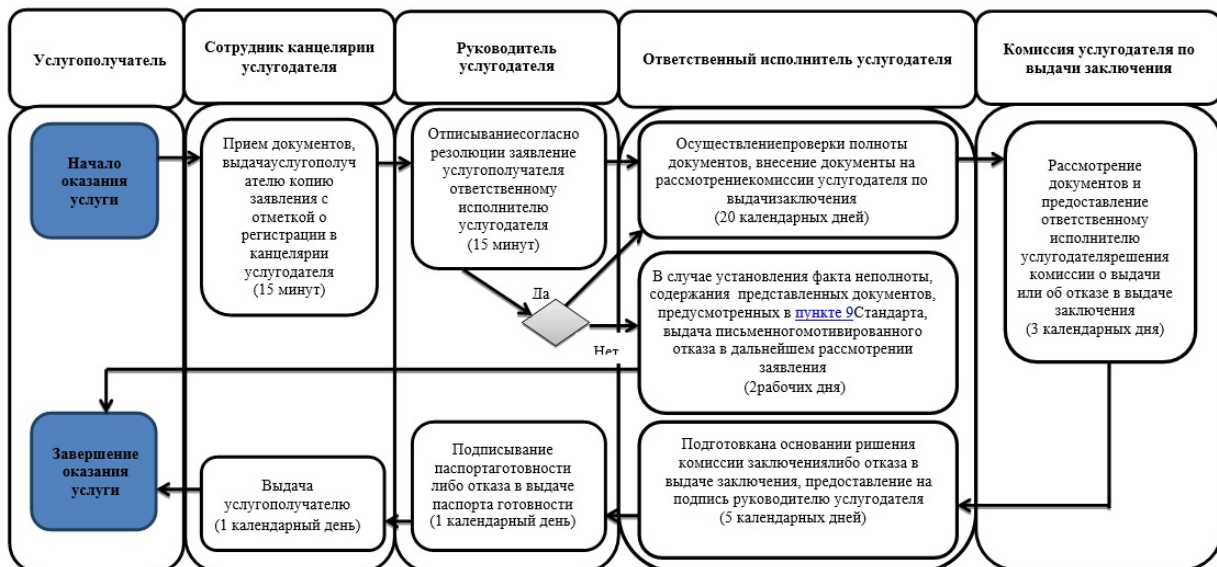 Услугополучатель
Сотрудник канцелярии
услугодателя
Руководитель
услугодателя
Ответственный исполнитель услугодателя
Комиссия услугодателя по
выдачи заключения
Начало
оказания
услуги
Прием документов,
выдачауслугополуч
ателю копию
заявления с
отметкой о
регистрации в
канцелярии
услугодателя
(15 минут)
Отписываниесогласно
резолюции заявление
услугополучателя
ответственному
исполнителю
услугодателя
(15 минут)
Осуществлениепроверки полноты
документов, внесение документы на
рассмотрениекомиссии услугодателя по
выдачизаключения
(20 календарных дней)
Рассмотрение
документов и
предоставление
ответственному
исполнителю
услугодателярешения
комиссии о выдачи
или об отказе в выдаче
заключения
(3 календарных дня)
Да
Нет
В случае установления факта неполноты,
содержания представленных документов,
предусмотренных в пункте 9Стандарта,
выдача письменногомотивированного
отказа в дальнейшем рассмотрении
заявления
(2рабочих дня)
Завершение
оказания
услуги
Выдача
услугополучателю
(1 календарный день)
Подписывание
паспортаготовности
либо отказа в выдаче
паспорта готовности
(1 календарный день)
Подготовкана основании ришения
комиссии заключениялибо отказа в
выдаче заключения, предоставление на
подпись руководителю услугодателя
(5 календарных дней)